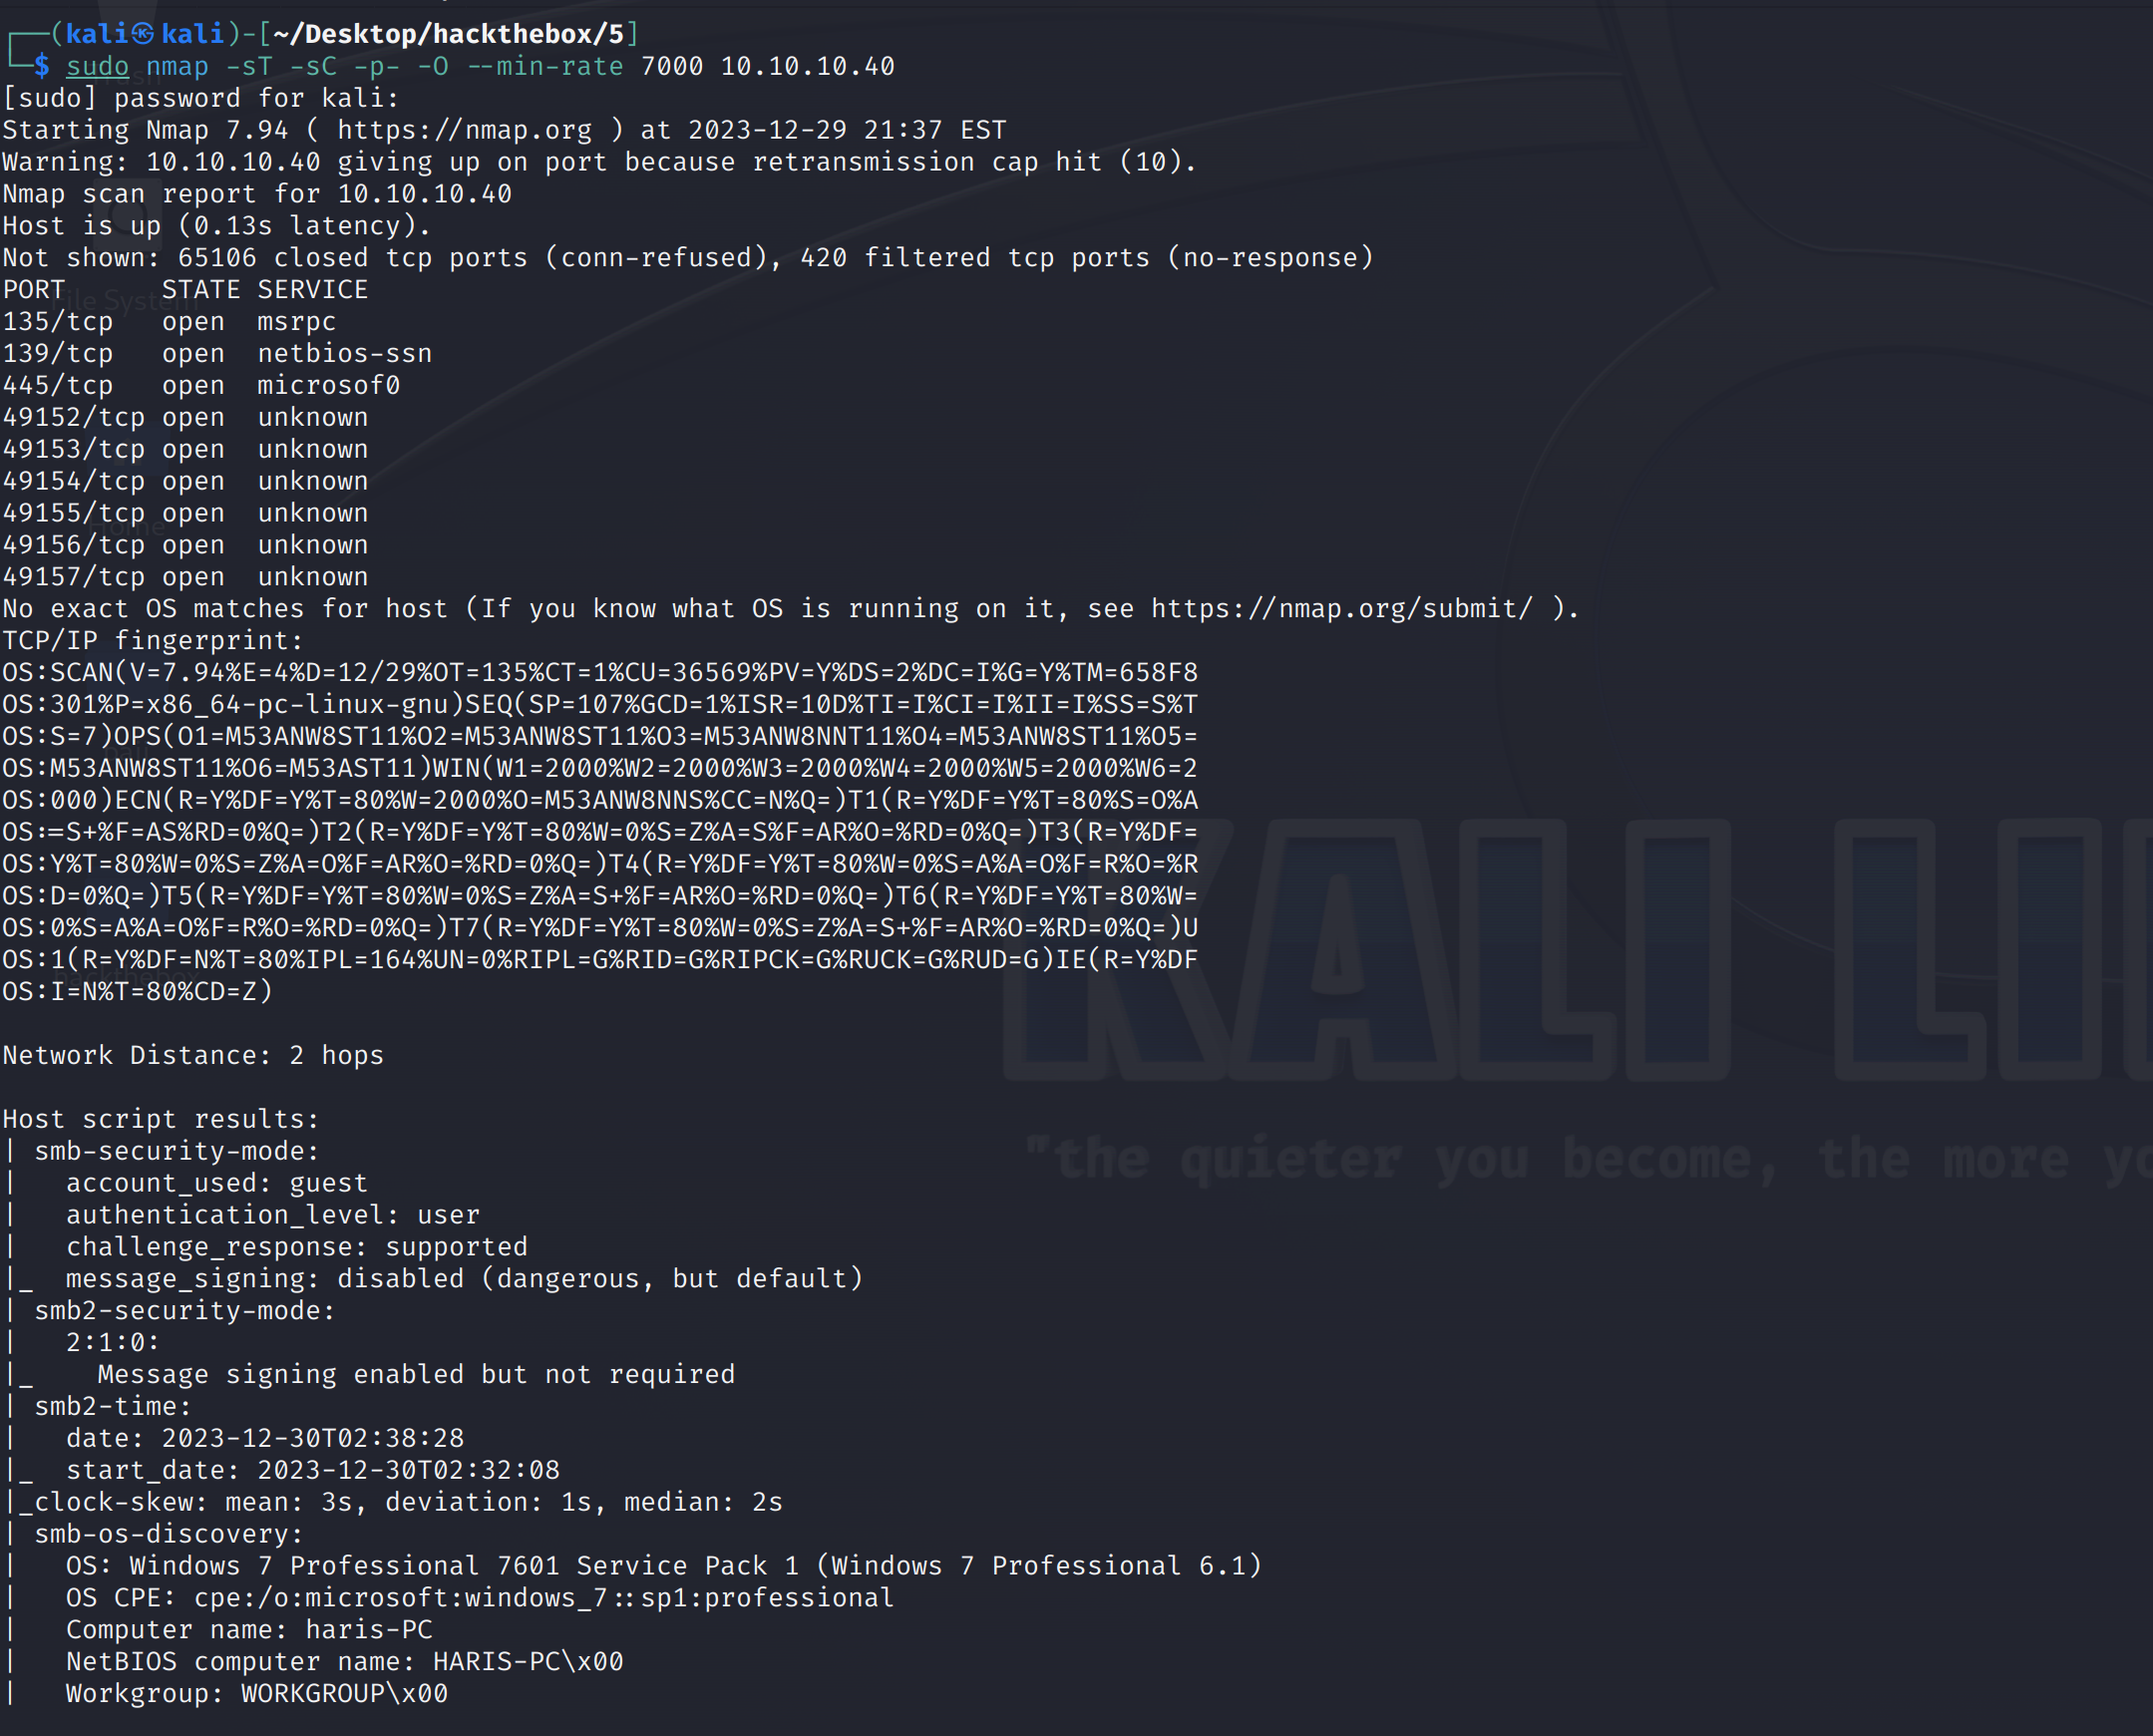 (kali㉿kali)-[~/Desktop/hackthebox/5]
$ sudo nmap -sT -sC -p- -O --min-rate 7000 10.10.10.40
[sudo] password for kali:
Starting Nmap 7.94 ( https://nmap.org ) at 2023-12-29 21:37 EST
Warning: 10.10.10.40 giving up on port because retransmission cap hit (10).
Nmap scan report for 10.10.10.40
Host is up (0.13s latency).
Not shown: 65106 closed tcp ports (conn-refused), 420 filtered tcp ports (no-response)
PORT      STATE SERVICE
File System
135/tcp   open  msrpc
139/tcp   open  netbios-ssn
445/tcp   open  microsof0
49152/tcp open  unknown
49153/tcp open  unknown
49154/tcp open  unknown
49155/tcp open  unknown
Home
49156/tcp open  unknown
49157/tcp open  unknown
No exact OS matches for host (If you know what OS is running on it, see https://nmap.org/submit/ ).
TCP/IP fingerprint:
OS:SCAN(V=7.94%E=4%D=12/29%OT=135%CT=1%CU=36569%PV=Y%DS=2%DC=I%G=Y%TM=658F8
OS:301%P=x86_64-pc-linux-gnu)SEQ(SP=107%GCD=1%ISR=10D%TI=I%CI=I%II=I%SS=S%T
OS:S=7)OPS(O1=M53ANW8ST11%O2=M53ANW8ST11%O3=M53ANW8NNT11%O4=M53ANW8ST11%O5=
OS:M53ANW8ST11%O6=M53AST11)WIN(W1=2000%W2=2000%W3=2000%W4=2000%W5=2000%W6=2
OS:000)ECN(R=Y%DF=Y%T=80%W=2000%O=M53ANW8NNS%CC=N%Q=)T1(R=Y%DF=Y%T=80%S=O%A
OS:=S+%F=AS%RD=0%Q=)T2(R=Y%DF=Y%T=80%W=0%S=Z%A=S%F=AR%O=%RD=0%Q=)T3(R=Y%DF=
OS:Y%T=80%W=0%S=Z%A=O%F=AR%O=%RD=0%Q=)T4(R=Y%DF=Y%T=80%W=0%S=A%A=O%F=R%O=%R
OS:D=0%Q=)T5(R=Y%DF=Y%T=80%W=0%S=Z%A=S+%F=AR%O=%RD=0%Q=)T6(R=Y%DF=Y%T=80%W=
OS:0%S=A%A=O%F=R%O=%RD=0%Q=)T7(R=Y%DF=Y%T=80%W=0%S=Z%A=S+%F=AR%O=%RD=0%Q=)U
OS:1(R=Y%DF=N%T=80%IPL=164%UN=0%RIPL=G%RID=G%RIPCK=G%RUCK=G%RUD=G)IE(R=Y%DF
hackthebox
OS:I=N%T=80%CD=Z)
KALI LI
Network Distance: 2 hops
Host script results:
| smb-security-mode:
"the quieter you become, the more yo
|   account_used: guest
|   authentication_level: user
|   challenge_response: supported
|_  message_signing: disabled (dangerous, but default)
| smb2-security-mode:
|   2:1:0:
|_    Message signing enabled but not required
| smb2-time:
|   date: 2023-12-30T02:38:28
|_  start_date: 2023-12-30T02:32:08
|_clock-skew: mean: 3s, deviation: 1s, median: 2s
| smb-os-discovery:
|   OS: Windows 7 Professional 7601 Service Pack 1 (Windows 7 Professional 6.1)
|   OS CPE: cpe:/o:microsoft:windows_7::sp1:professional
|   Computer name: haris-PC
|   NetBIOS computer name: HARIS-PC\x00
|   Workgroup: WORKGROUP\x00